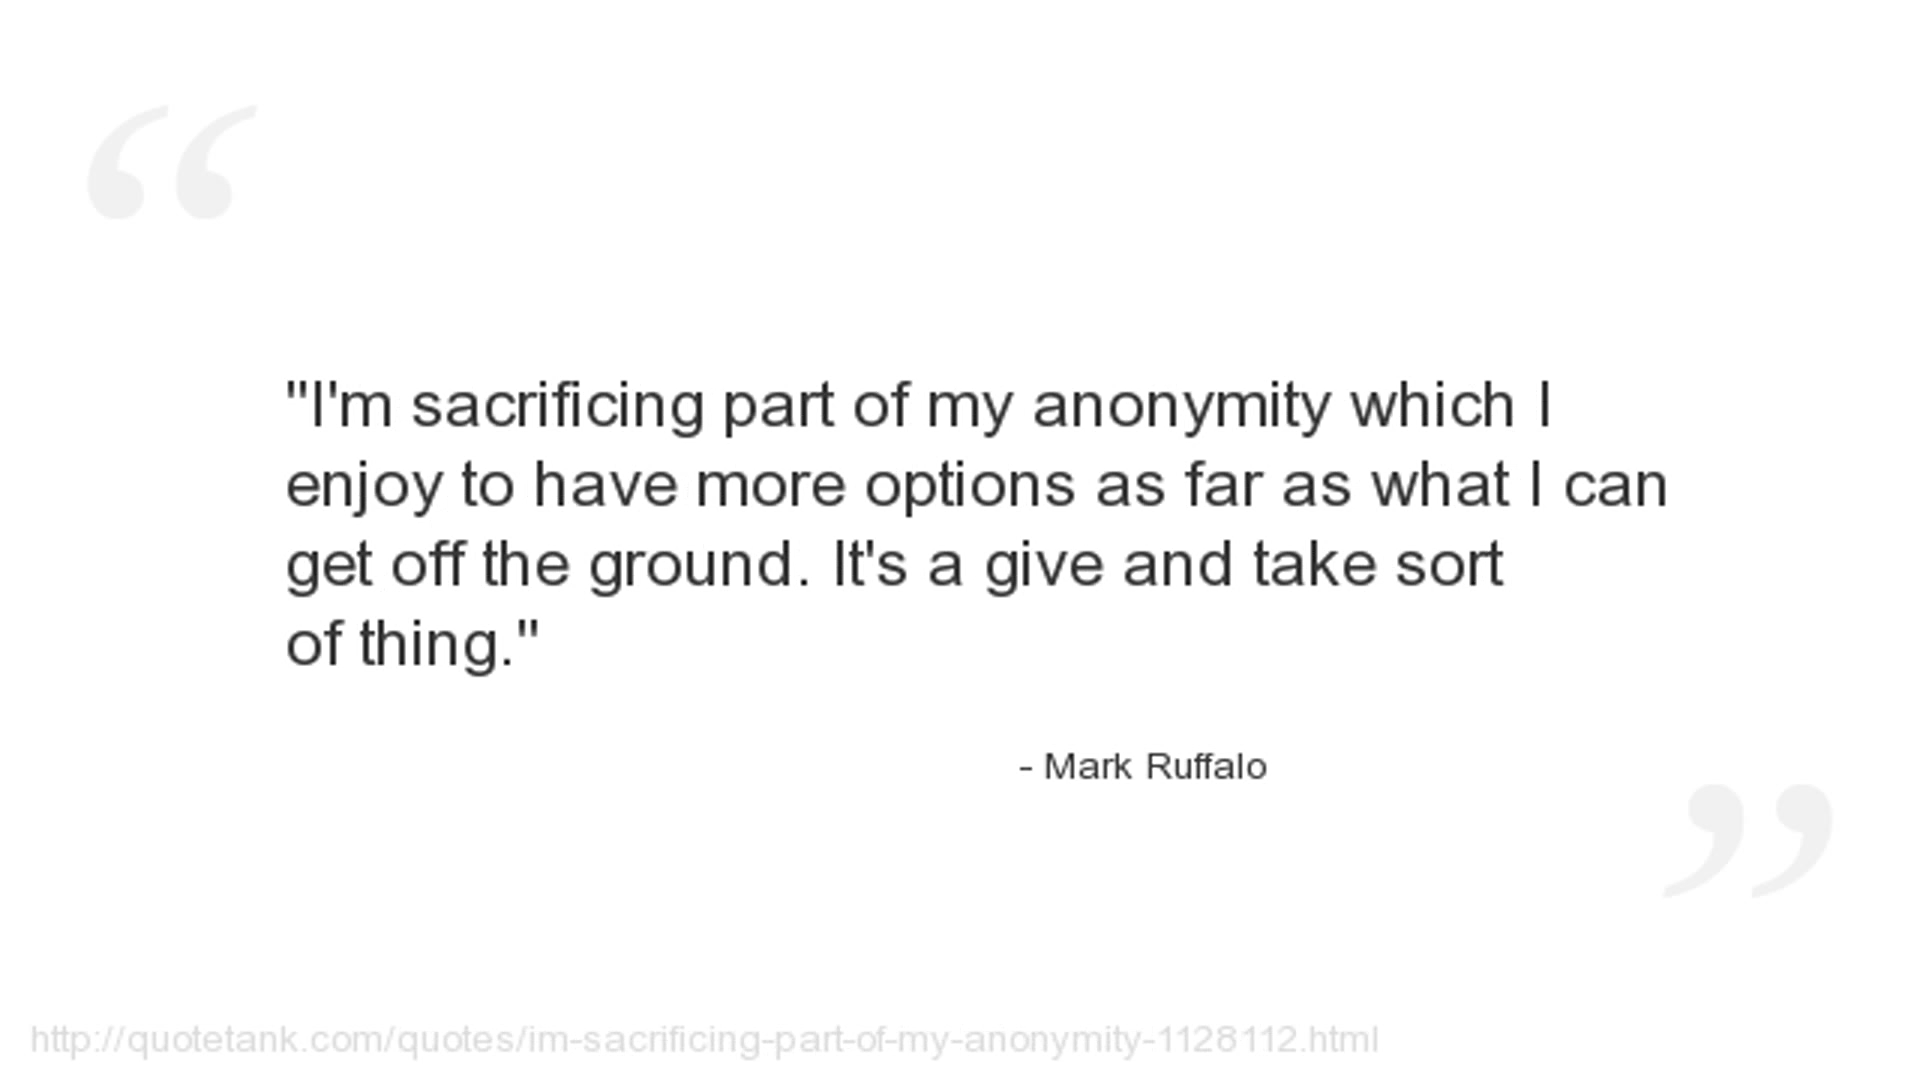 "I'm sacrificing part of my anonymity which I
enjoy to have more options as far as what I can
get off the ground. It's a give and take sort
of thing."
- Mark Ruffalo
http://quotetank.com/quotes/im-sacrificing-part-of-my-anonymity-1128112.html